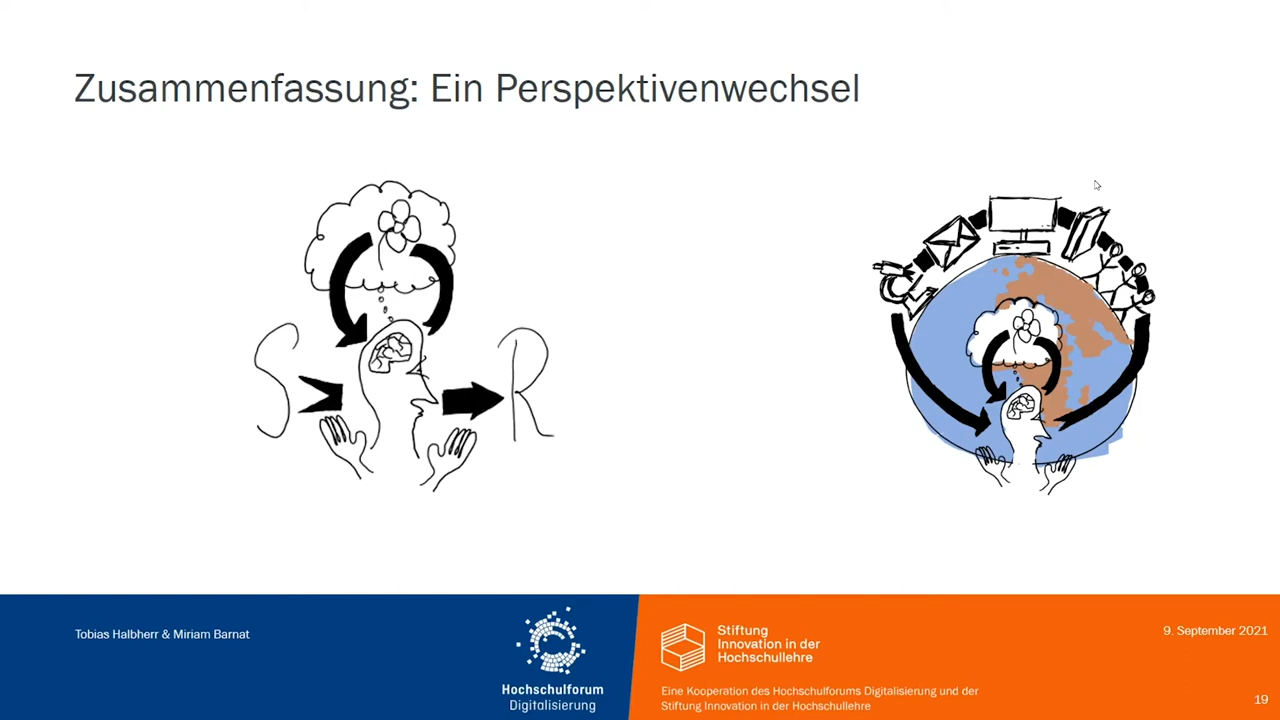 Zusammenfassung: Ein Perspektivenwechsel
S
R
Tobias Halbherr & Miriam Barnat
Hochschulforum
Digitalisierung
Stiftung
Innovation in der
Hochschullehre
Eine Kooperation des Hochschulforums Digitalisierung und der
Stiftung Innovation in der Hochschullehre
9. September 2021
19